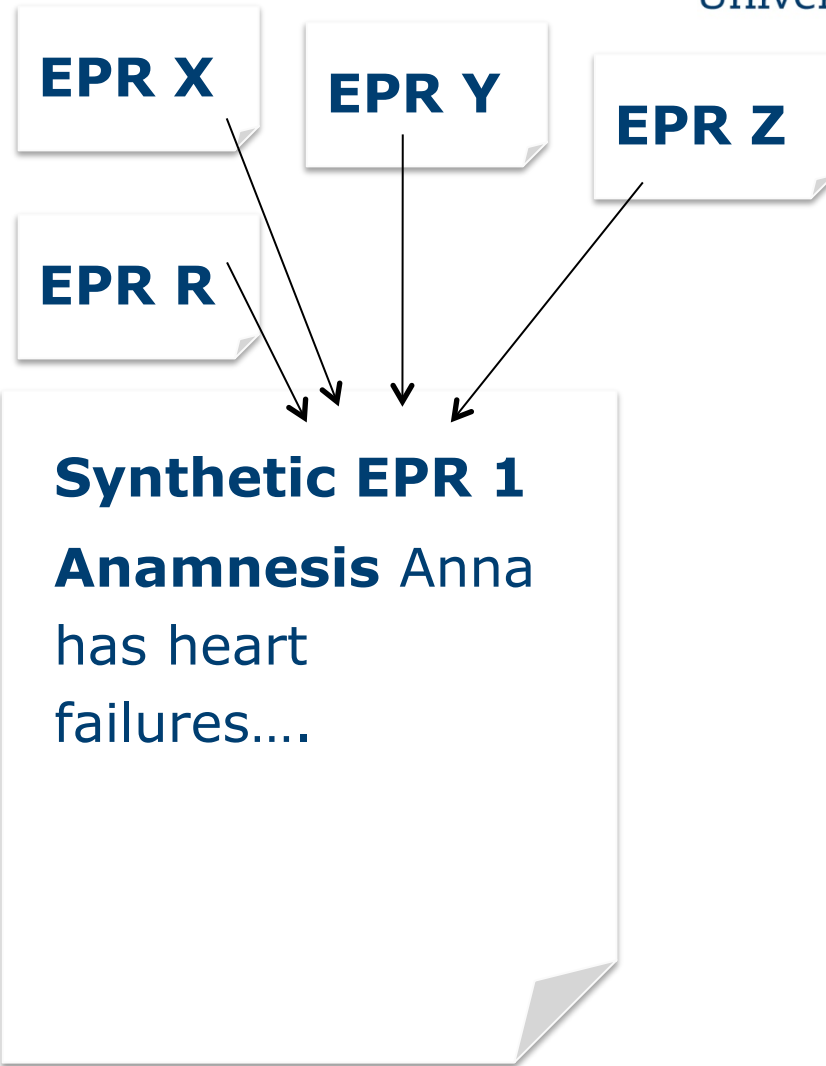 EPR X
EPR Y
EPR Z
EPR R
Synthetic EPR 1
Anamnesis Anna
has heart
failures....